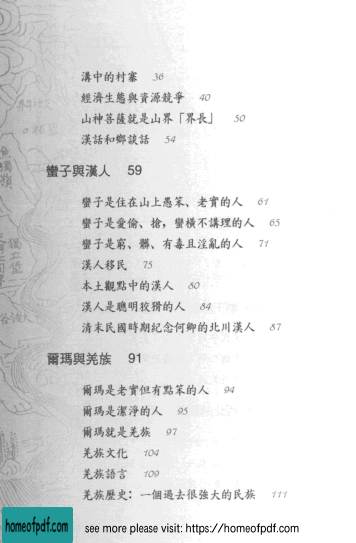 溝中的村寨 36
經濟生態與資源競爭 40
山神菩薩就是山界「界長」 50
漢話和鄉談話 54
蠻子與漢人 59
蠻子是住在山上愚笨、老實的人 61
蠻子是愛偷、搶，蠻橫不講理的人 65
蠻子是窮、髒、有毒且淫亂的人 71
漢人移民 75
本土觀點中的漢人 80
漢人是聰明狡猾的人 84
清末民國時期紀念何卿的北川漢人 87
爾瑪與羌族 91
爾瑪是老實但有點笨的人 94
爾瑪是潔淨的人 95
爾瑪就是羌族 97
羌族文化 104
羌族語言 109
羌族歷史：一個過去很強大的民族 111
homeofpdf.com
see more please visit: https://homeofpdf.com